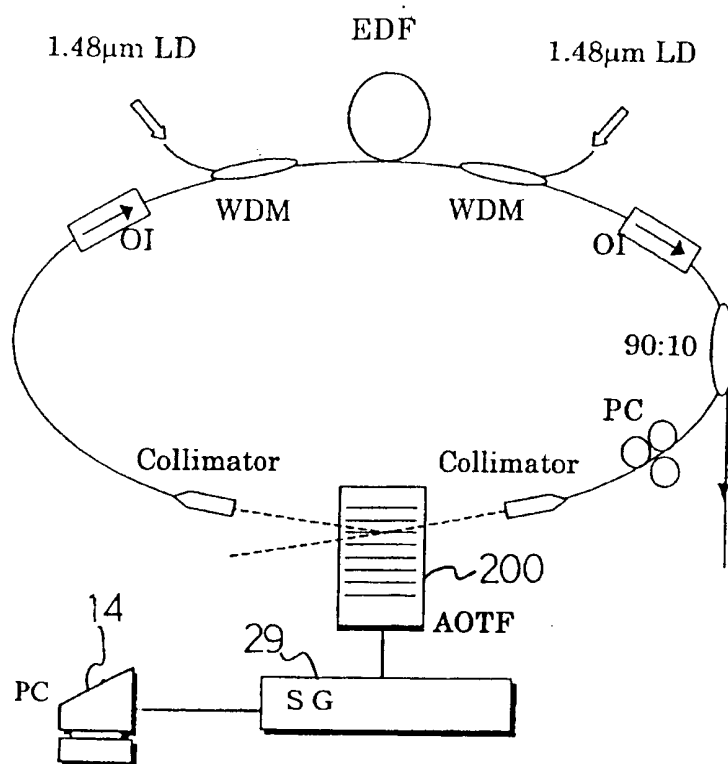 EDF
1.48μm LD
1.48μm LD
WDM
WDM
OI
OI
90:10
PC
Collimator
Collimator
200
AOTF
14
29
PC
S G